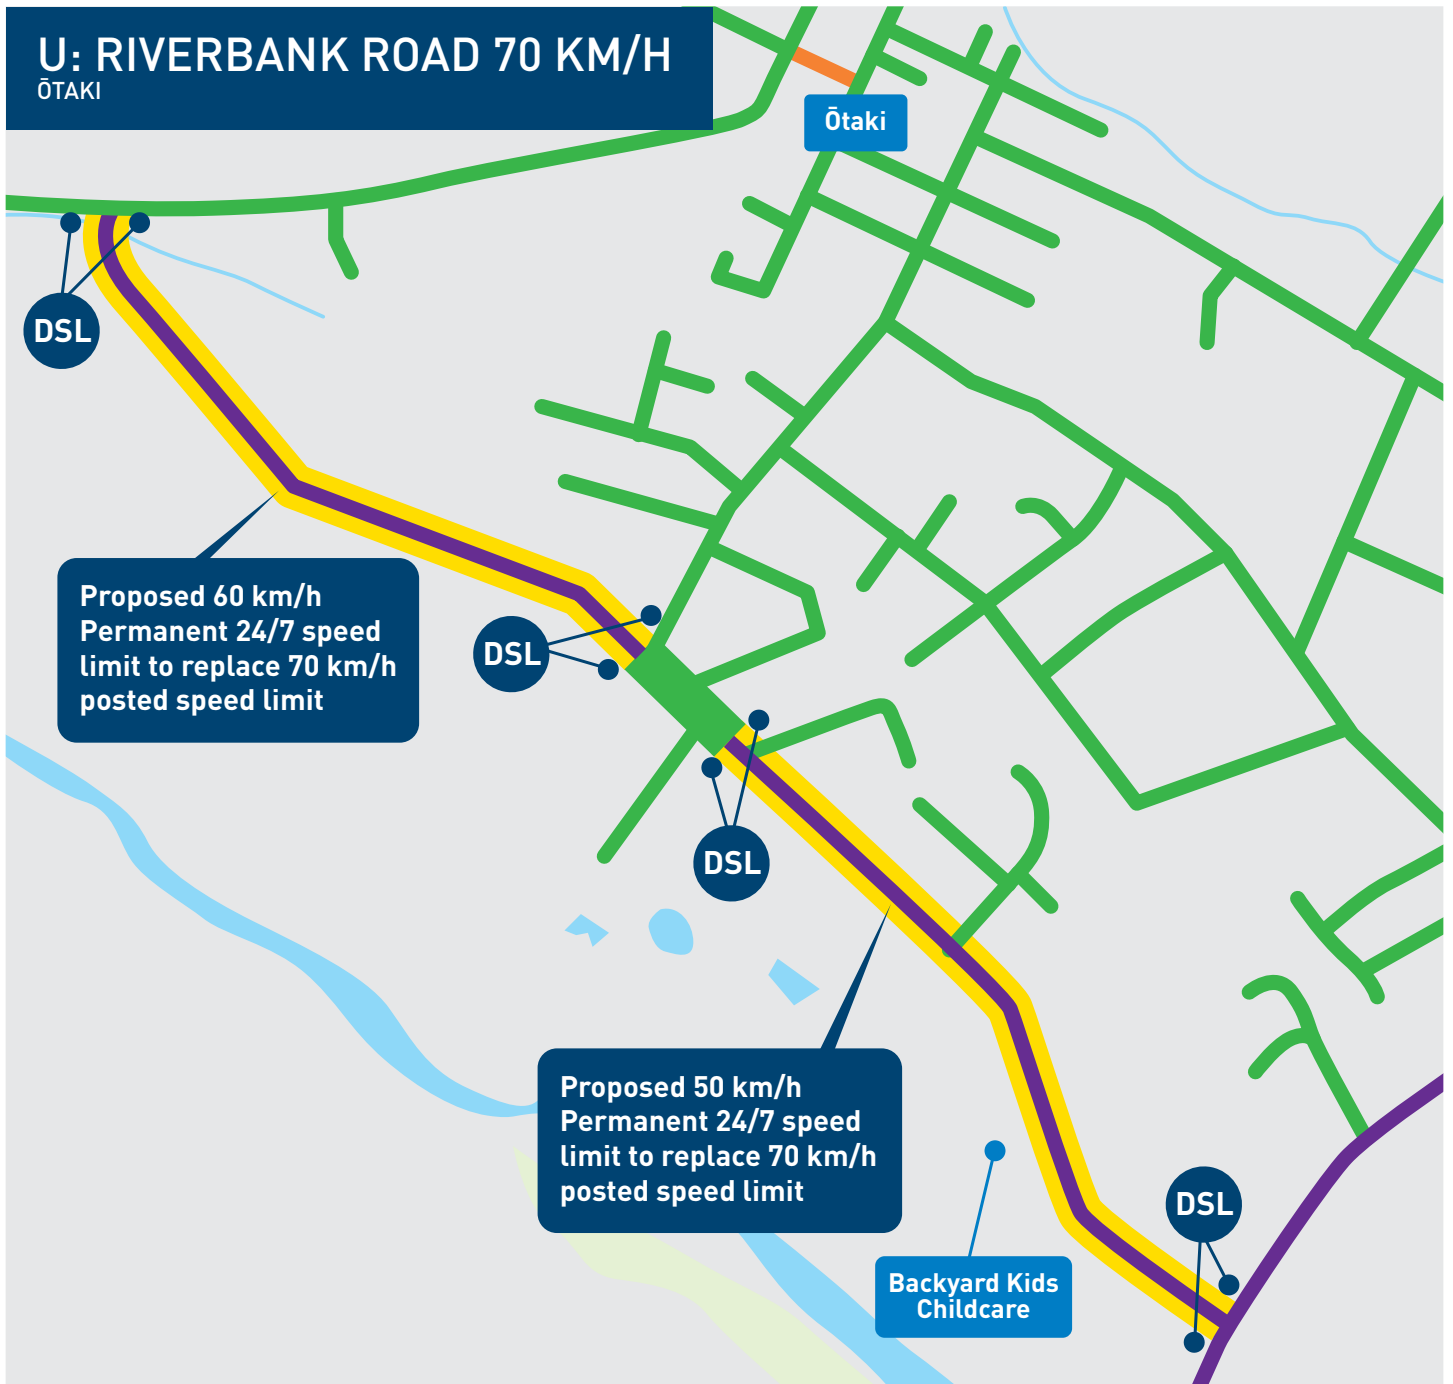 U: RIVERBANK ROAD 70 KM/H
ŌTAKI
Ōtaki
DSL
Proposed 60 km/h
Permanent 24/7 speed
limit to replace 70 km/h
posted speed limit
DSL
DSL
Proposed 50 km/h
Permanent 24/7 speed
limit to replace 70 km/h
posted speed limit
DSL
Backyard Kids
Childcare